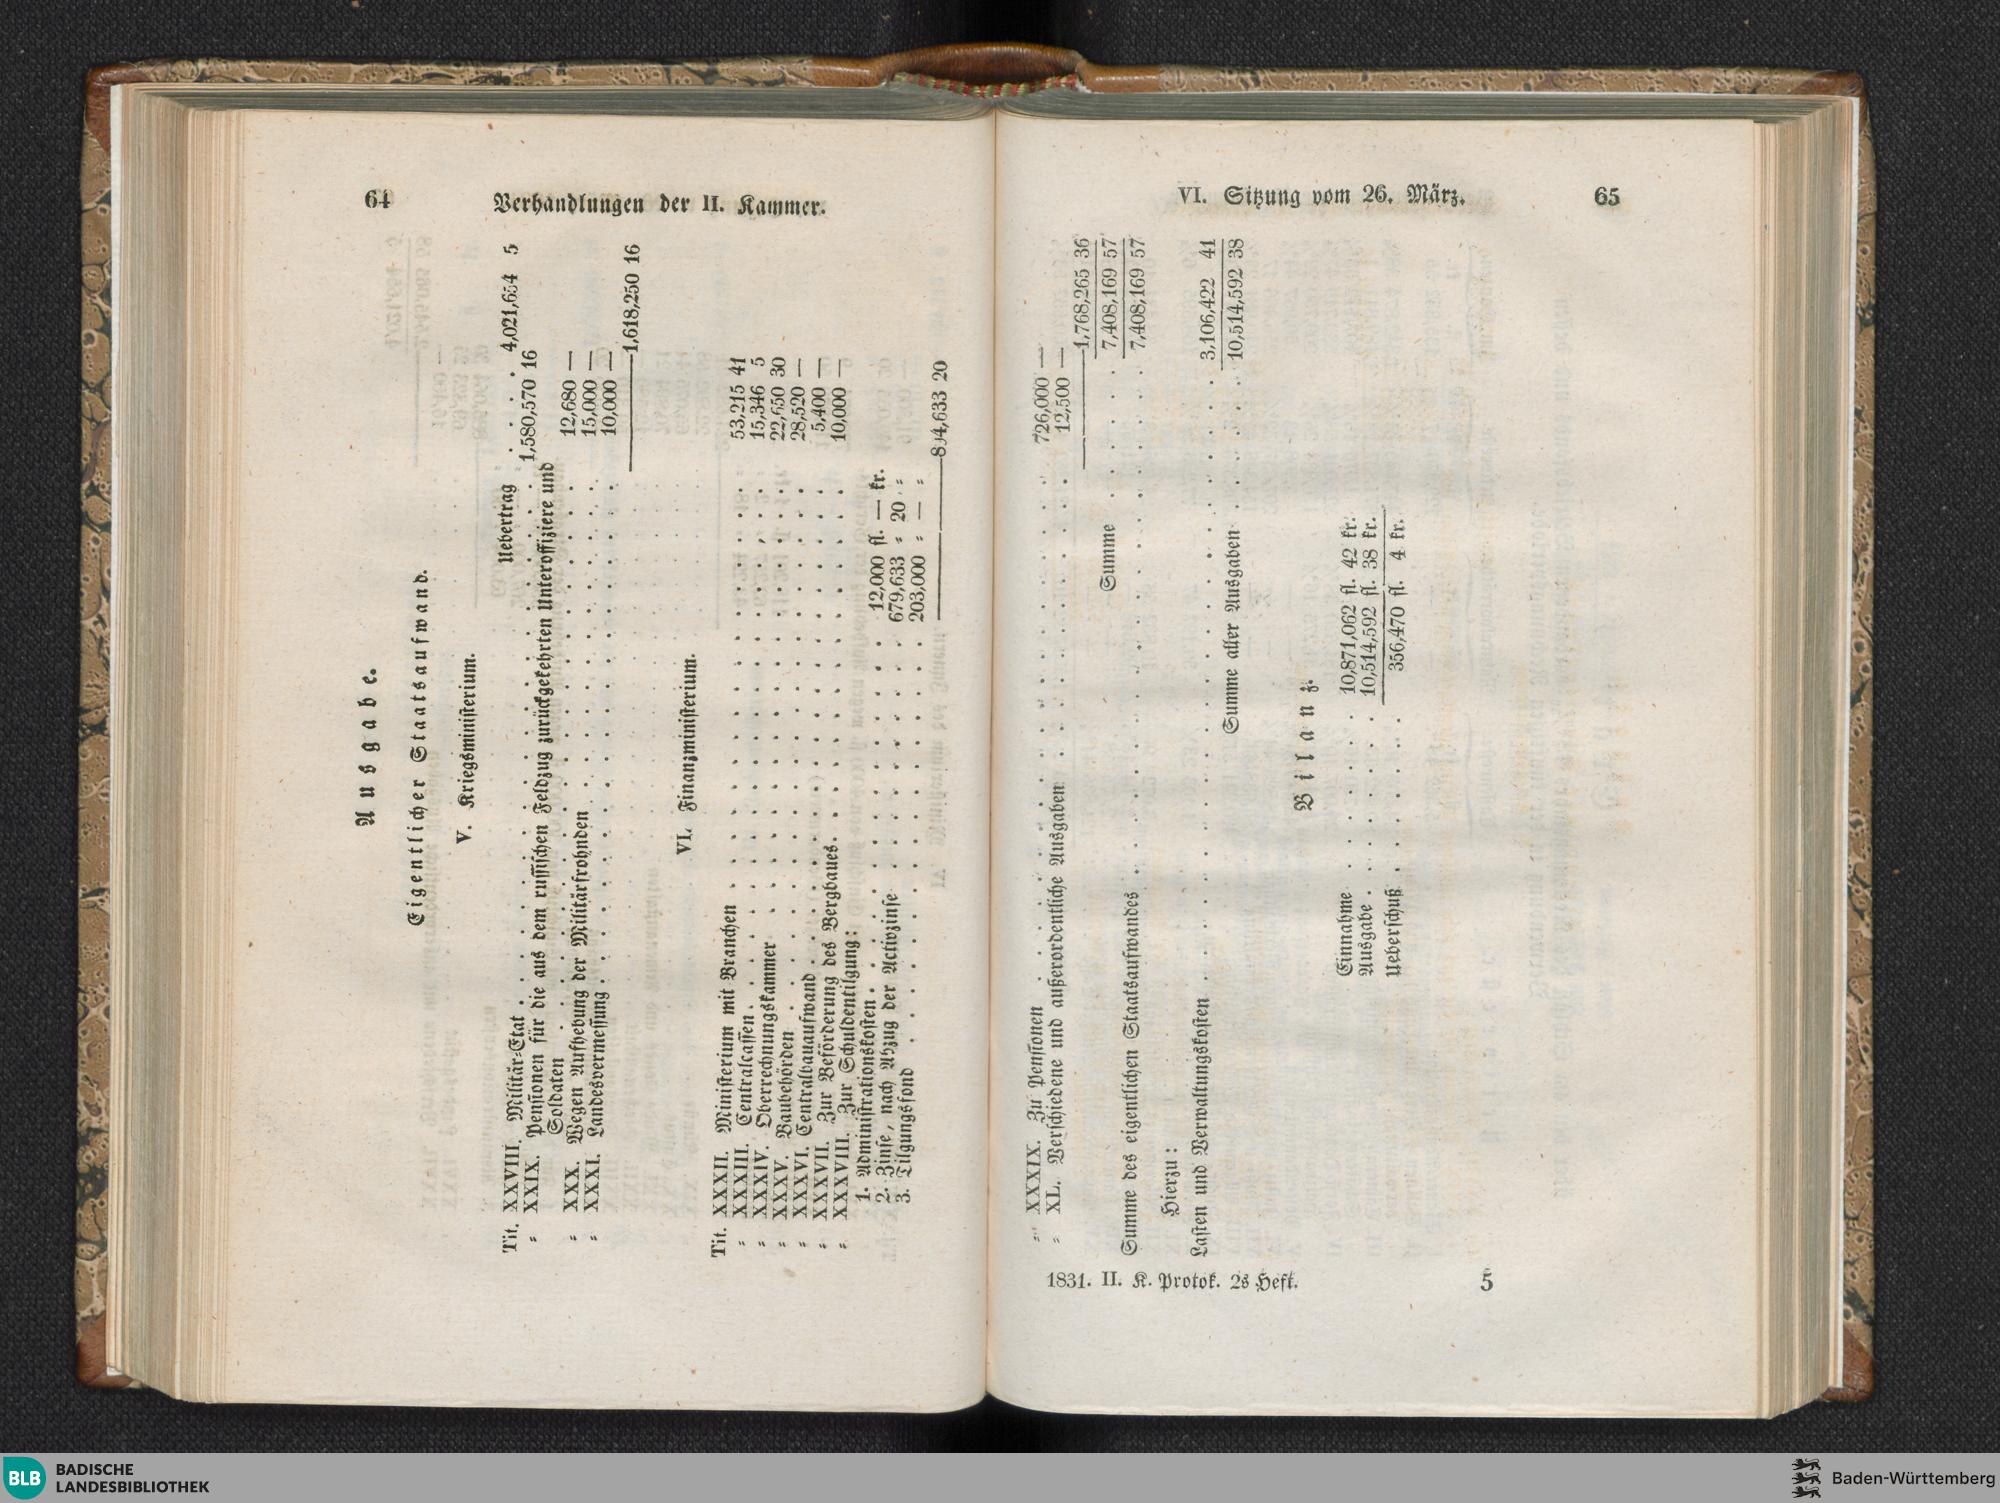 64
Verhandlungen der II. Kammer.
Ausgabe.
Eigentlicher Staatsaufwand.
V. Kriegsministerium.
Uebertrag . . . . 4,021,654 5
Tit. XXVIII. Militär-Etat . . . . 1,580,570 16
" XXIX. Pensionen für die aus dem russischen Feldzug zurückgekehrten Unteroffiziere und
Soldaten . . . . 12,680 —
" XXX. Wegen Aufhebung der Militärfrohnden . . . . 15,000 —
" XXXI. Landesvermessung . . . . 10,000 —
1,618,250 16
VI. Finanzministerium.
Tit. XXXII. Ministerium mit Branchen . . . . 53,215 41
" XXXIII. Centralcassen . . . . 15,346 5
" XXXIV. Oberrechnungskammer . . . . 22,650 30
" XXXV. Baubehörden . . . . 28,520 —
" XXXVI. Centralbauaufwand . . . . 5,400 —
" XXXVII. Zur Beförderung des Bergbaues . . . . 10,000 —
" XXXVIII. Zur Schuldentilgung:
1. Administrationskosten . . . . 12,000 fl. — kr.
2. Zinse, nach Abzug der Activzinse . . . . 679,633 " 20 "
3. Tilgungsfond . . . . 203,000 " — "
894,633 20
VI. Sitzung vom 26. März.
65
" XXXIX. Zu Pensionen . . . . 726,000 —
" XL. Verschiedene und außerordentliche Ausgaben . . . . 12,500 —
1,768,265 36
Summe . . . . 7,408,169 57
Summe des eigentlichen Staatsaufwandes . . . . 7,408,169 57
Hierzu:
Lasten und Verwaltungskosten . . . . 3,106,422 41
Summe aller Ausgaben . . . . 10,514,592 38
Bilanz.
Einnahme . . . . 10,871,062 fl. 42 kr.
Ausgabe . . . . 10,514,592 fl. 38 kr.
Ueberschuß . . . . 356,470 fl. 4 kr.
1831. II. K. Protok. 2s Heft.
5
BLB BADISCHE
LANDESBIBLIOTHEK
Baden-Württemberg